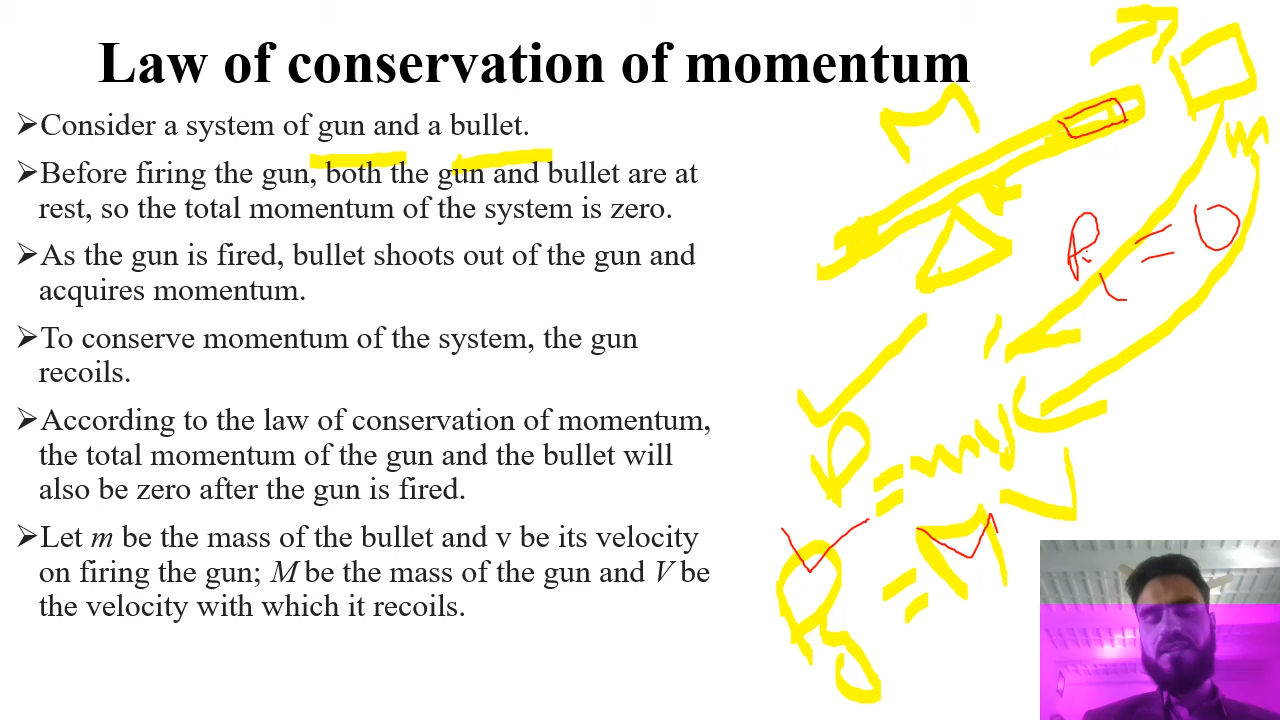 Law of conservation of momentum
➢Consider a system of gun and a bullet.
➢Before firing the gun, both the gun and bullet are at
rest, so the total momentum of the system is zero.
➢As the gun is fired, bullet shoots out of the gun and
acquires momentum.
➢To conserve momentum of the system, the gun
recoils.
➢According to the law of conservation of momentum,
the total momentum of the gun and the bullet will
also be zero after the gun is fired.
➢Let m be the mass of the bullet and v be its velocity
on firing the gun; M be the mass of the gun and V be
the velocity with which it recoils.
M
m
Pi = 0
P = mv
Pg = MV